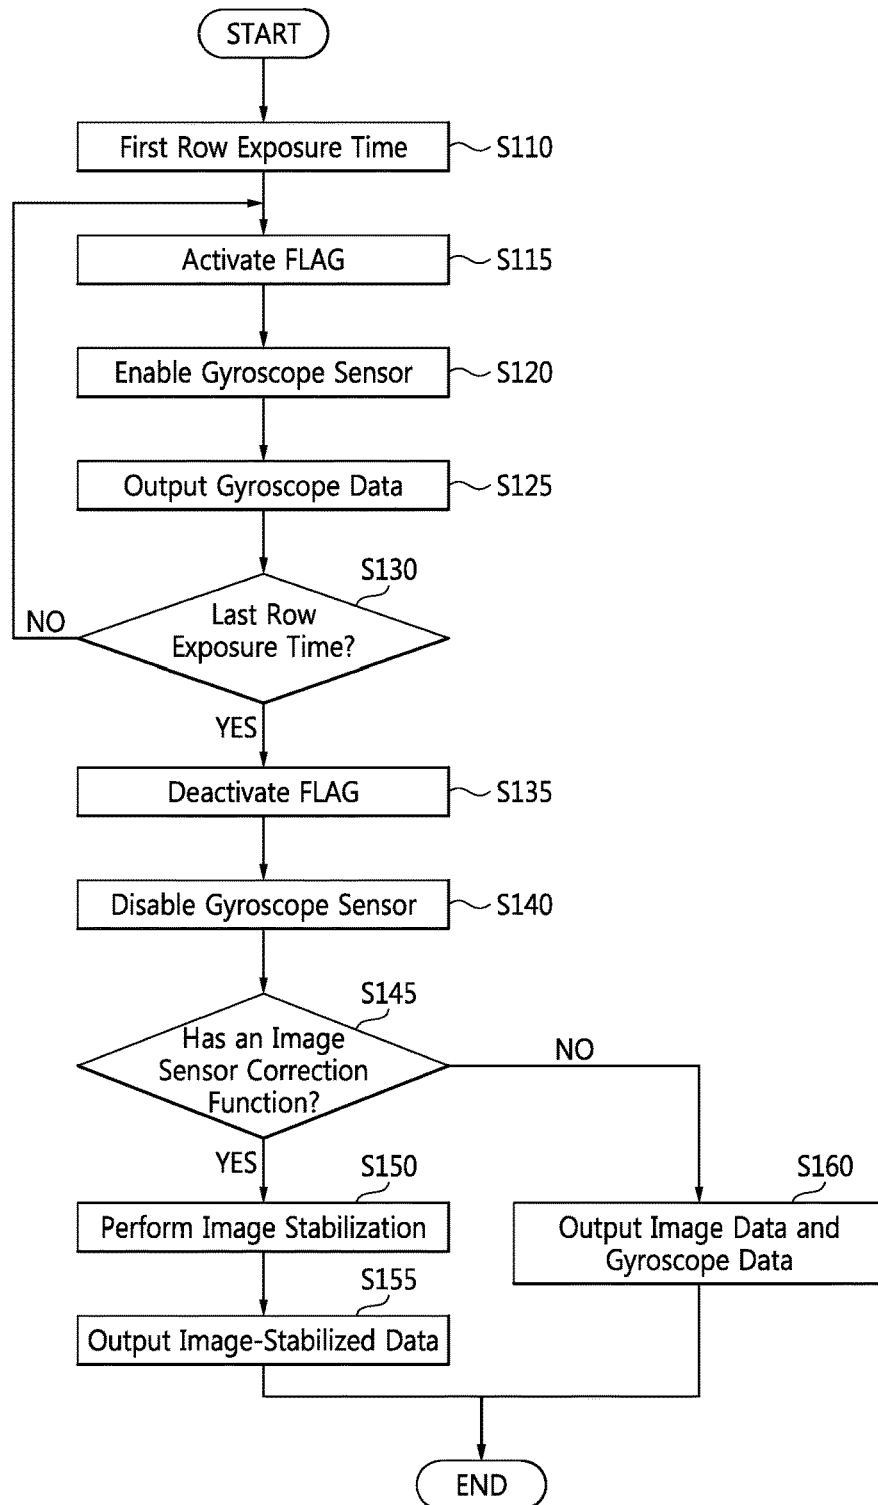 START
First Row Exposure Time
S110
Activate FLAG
S115
Enable Gyroscope Sensor
S120
Output Gyroscope Data
S125
S130
Last Row
Exposure Time?
NO
YES
Deactivate FLAG
S135
Disable Gyroscope Sensor
S140
S145
Has an Image
Sensor Correction
Function?
NO
YES
S150
Perform Image Stabilization
S160
Output Image Data and
Gyroscope Data
S155
Output Image-Stabilized Data
END